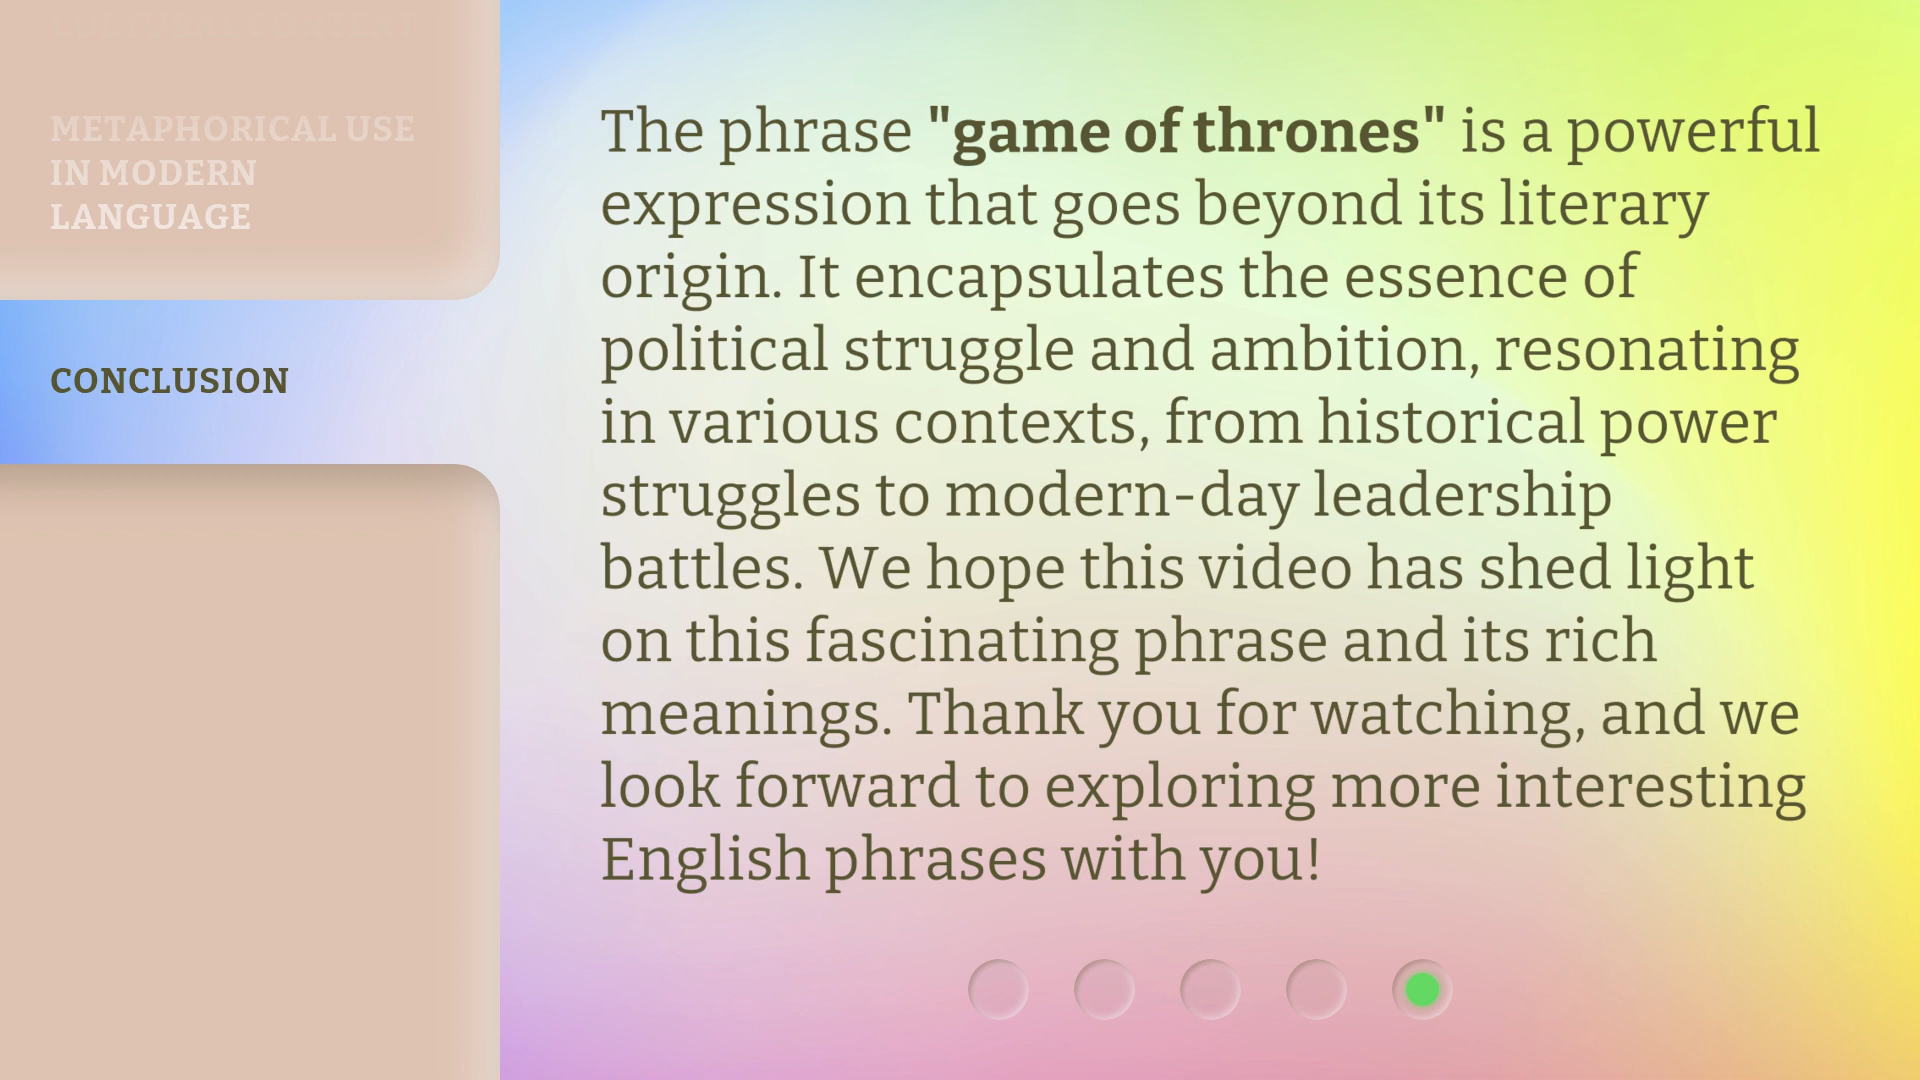 CULTURAL CONTEXT
METAPHORICAL USE
IN MODERN
LANGUAGE
CONCLUSION
The phrase "game of thrones" is a powerful
expression that goes beyond its literary
origin. It encapsulates the essence of
political struggle and ambition, resonating
in various contexts, from historical power
struggles to modern-day leadership
battles. We hope this video has shed light
on this fascinating phrase and its rich
meanings. Thank you for watching, and we
look forward to exploring more interesting
English phrases with you!